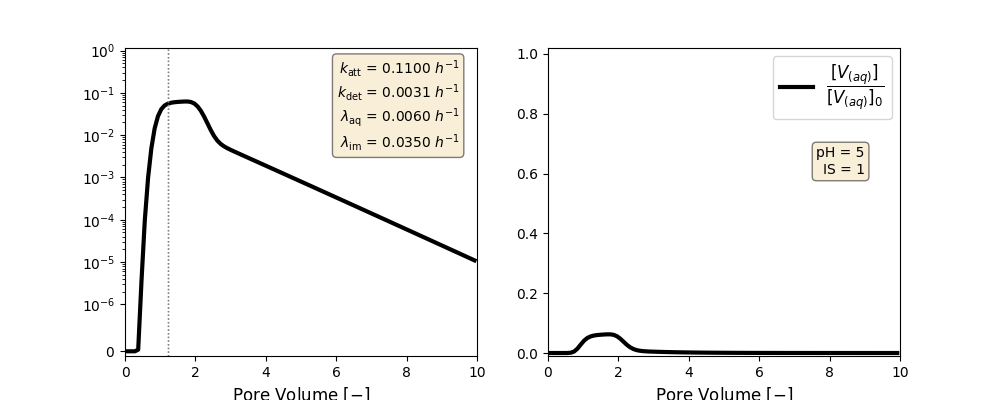 10^0
10^-1
10^-2
10^-3
10^-4
10^-5
10^-6
0
0 2 4 6 8 10
Pore Volume [−]
k_att = 0.1100 h^-1
k_det = 0.0031 h^-1
λ_aq = 0.0060 h^-1
λ_im = 0.0350 h^-1
1.0
0.8
0.6
0.4
0.2
0.0
0 2 4 6 8 10
Pore Volume [−]
[V_(aq)]
[V_(aq)]_0
pH = 5
IS = 1